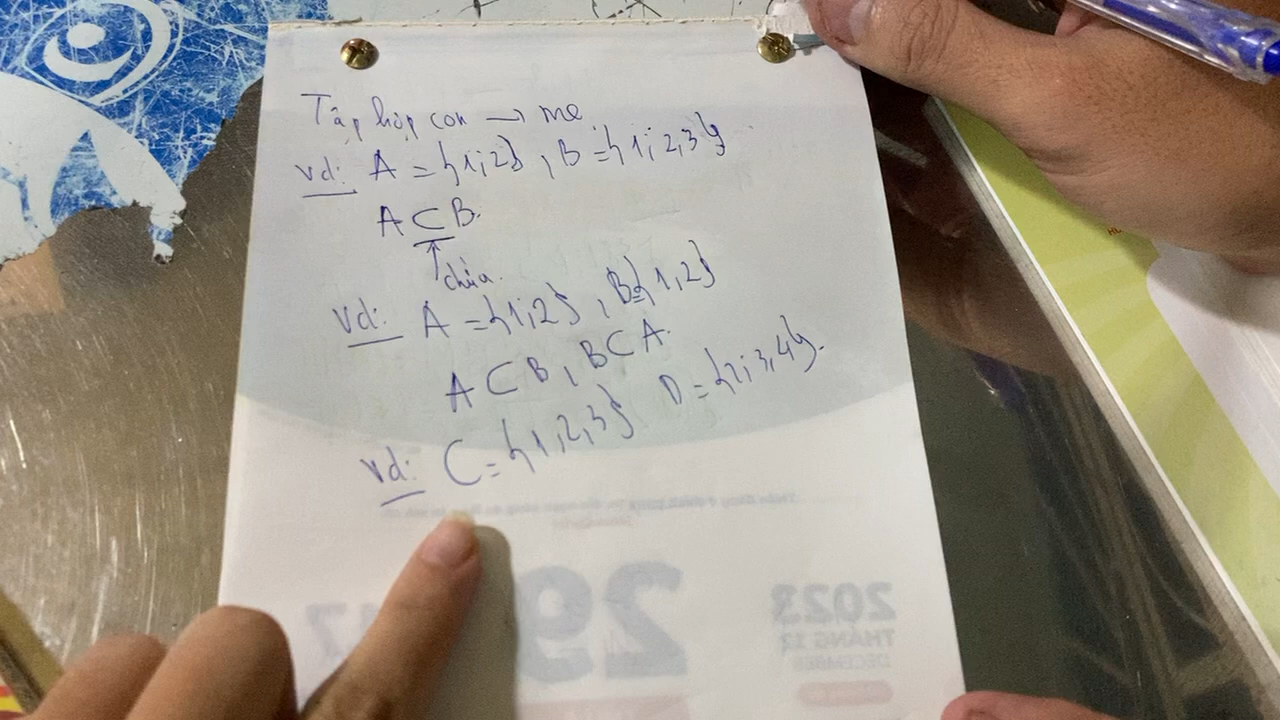 Tập hợp con → mẹ
vd: A = {1; 2}, B = {1; 2, 3}
A ⊂ B.
↑ chứa.
vd: A = {1; 2}, B = {1, 2}
A ⊂ B, B ⊂ A.
vd: C = {1, 2, 3} D = {2; 3, 4}.
29
17
2023
THÁNG 12
DECEMBER